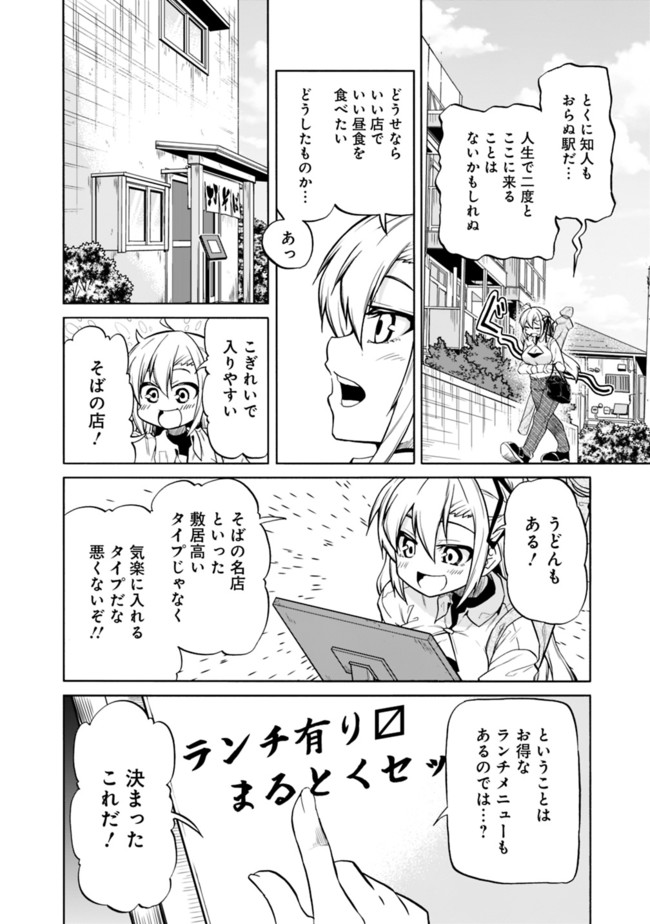 とくに知人も
おらぬ駅だ…
人生で二度と
ここに来る
ことは
ないかもしれぬ
ぐぐ
どうせなら
いい店で
いい昼食を
食べたい
どうしたものか…
あっ
こぎれいで
入りやすい
そばの店！
うどんも
ある！
そばの名店
といった
敷居高い
タイプじゃなく
気楽に入れる
タイプだな
悪くないぞ!!
ということは
お得な
ランチメニューも
あるのでは…？
ランチ有り〼
まるとくセッ
決まった
これだ！